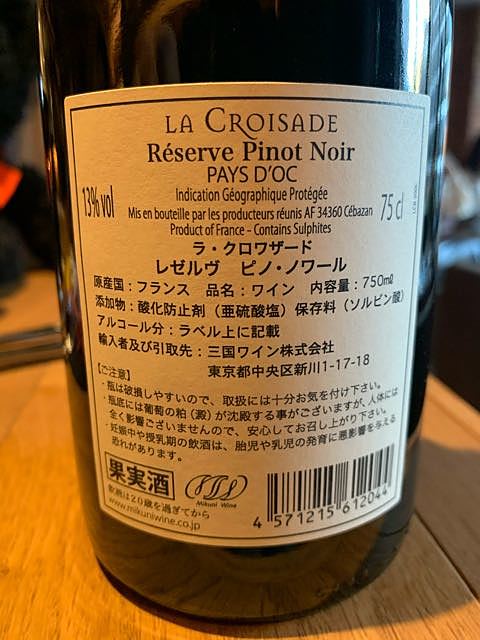 LA CROISADE
Réserve Pinot Noir
PAYS D'OC
Indication Géographique Protégée
13% vol
Mis en bouteille par les producteurs réunis AF 34360 Cébazan
75 cl
Product of France - Contains Sulphites
ラ・クロワザード
レゼルヴ ピノ・ノワール
原産国：フランス 品名：ワイン 内容量：750mℓ
添加物：酸化防止剤（亜硫酸塩）保存料（ソルビン酸）
アルコール分：ラベル上に記載
輸入者及び引取先：三国ワイン株式会社
東京都中央区新川1-17-18
【ご注意】
・瓶は破損しやすいので、取扱には十分お気を付け下さい。
・瓶底には葡萄の粕（澱）が沈殿する事がございますが、人体には
全く影響ございませんので、安心してお召し上がり下さい。
・妊娠中や授乳期の飲酒は、胎児や乳児の発育に悪影響を与える
恐れがあります。
果実酒
Mikuni Wine
飲酒は20歳を過ぎてから
www.mikuniwine.co.jp
4 571215 612044